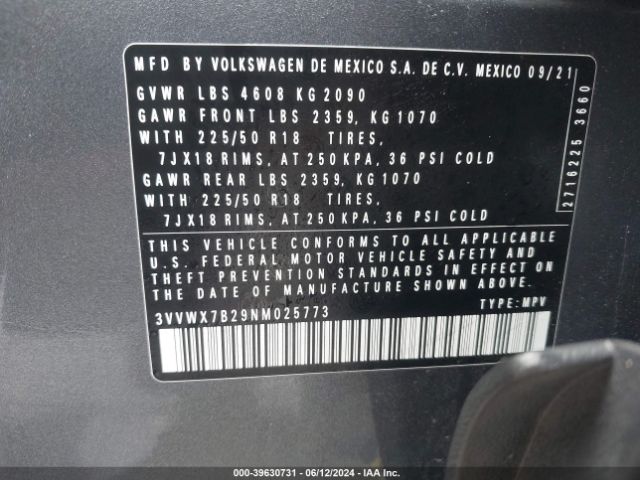 MFD BY VOLKSWAGEN DE MEXICO S.A. DE C.V. MEXICO 09/21
GVWR LBS 4608 KG 2090
GAWR FRONT LBS 2359, KG 1070
WITH 225/50 R18 TIRES,
7JX18 RIMS, AT 250 KPA, 36 PSI COLD
GAWR REAR LBS 2359, KG 1070
WITH 225/50 R18 TIRES,
7JX18 RIMS, AT 250 KPA, 36 PSI COLD
THIS VEHICLE CONFORMS TO ALL APPLICABLE
U.S. FEDERAL MOTOR VEHICLE SAFETY AND
THEFT PREVENTION STANDARDS IN EFFECT ON
THE DATE OF MANUFACTURE SHOWN ABOVE.
3VVWX7B29NM025773 TYPE: MPV
2716225 3660
000-39630731 - 06/12/2024 - IAAI.COM